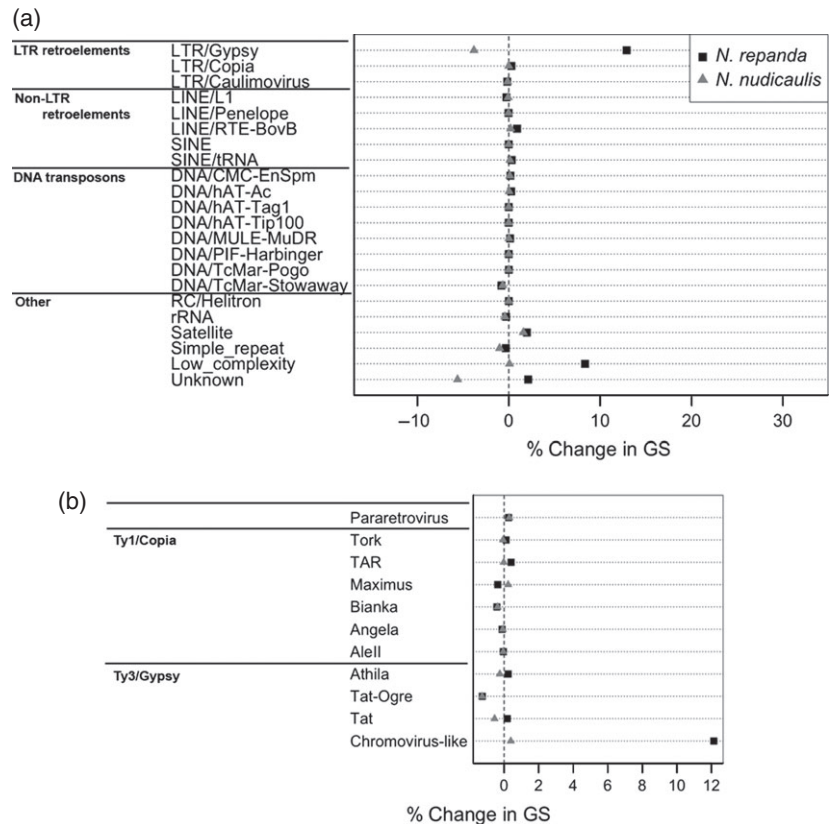 (a)
LTR retroelements
LTR/Gypsy
LTR/Copia
LTR/Caulimovirus
Non-LTR
retroelements
LINE/L1
LINE/Penelope
LINE/RTE-BovB
SINE
SINE/tRNA
DNA transposons
DNA/CMC-EnSpm
DNA/hAT-Ac
DNA/hAT-Tag1
DNA/hAT-Tip100
DNA/MULE-MuDR
DNA/PIF-Harbinger
DNA/TcMar-Pogo
DNA/TcMar-Stowaway
Other
RC/Helitron
rRNA
Satellite
Simple_repeat
Low_complexity
Unknown
N. repanda
N. nudicaulis
–10 0 10 20 30
% Change in GS
(b)
Pararetrovirus
Ty1/Copia
Tork
TAR
Maximus
Bianka
Angela
AleII
Ty3/Gypsy
Athila
Tat-Ogre
Tat
Chromovirus-like
0 2 4 6 8 10 12
% Change in GS